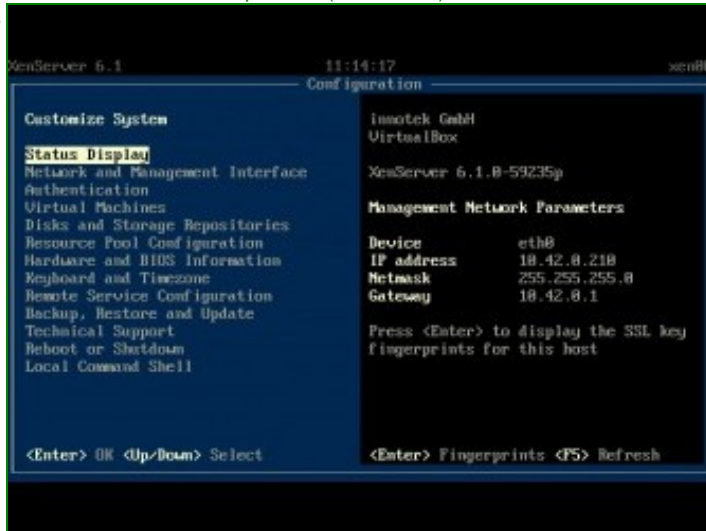 XenServer 6.1 11:14:17 xen0
Configuration
Customize System
Status Display
Network and Management Interface
Authentication
Virtual Machines
Disks and Storage Repositories
Resource Pool Configuration
Hardware and BIOS Information
Keyboard and Timezone
Remote Service Configuration
Backup, Restore and Update
Technical Support
Reboot or Shutdown
Local Command Shell
<Enter> OK <Up/Down> Select
innotek GmbH
VirtualBox
XenServer 6.1.0-59235p
Management Network Parameters
Device eth0
IP address 10.42.0.210
Netmask 255.255.255.0
Gateway 10.42.0.1
Press <Enter> to display the SSL key
fingerprints for this host
<Enter> Fingerprints <F5> Refresh